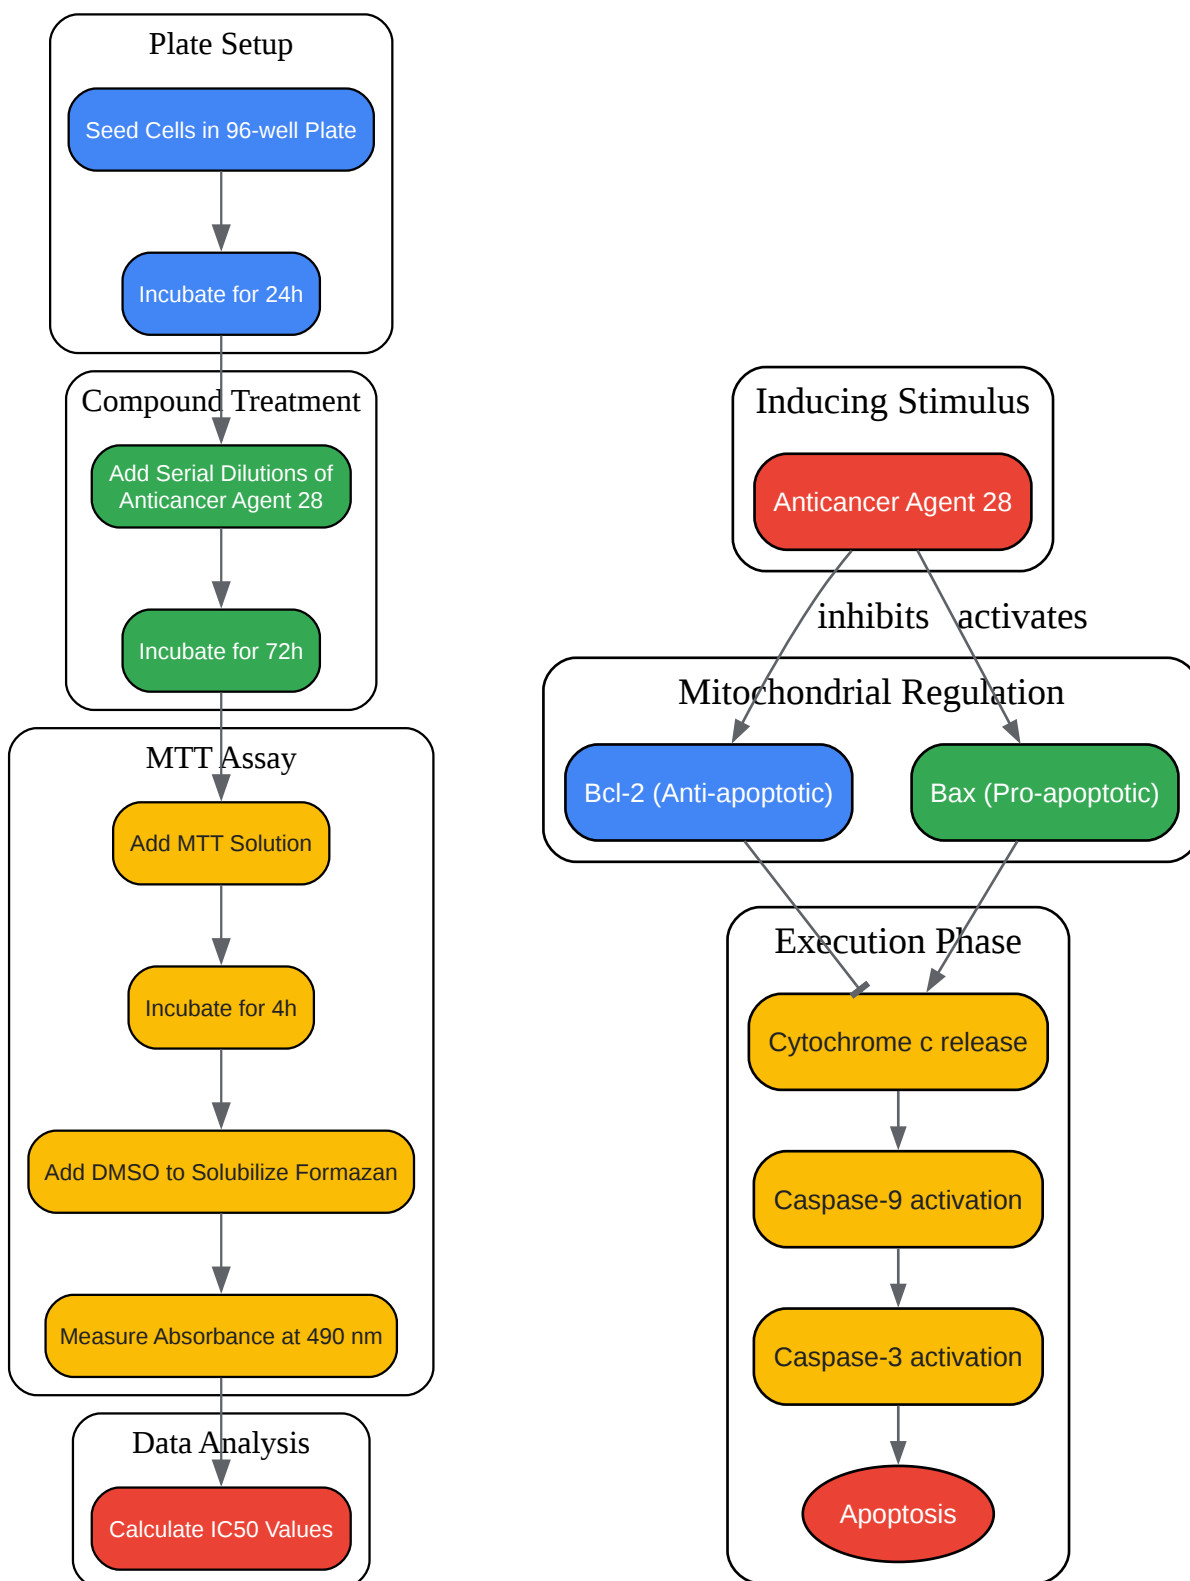 Plate Setup
Seed Cells in 96-well Plate
Incubate for 24h
Compound Treatment
Add Serial Dilutions of
Anticancer Agent 28
Incubate for 72h
MTT Assay
Add MTT Solution
Incubate for 4h
Add DMSO to Solubilize Formazan
Measure Absorbance at 490 nm
Data Analysis
Calculate IC50 Values
Inducing Stimulus
Anticancer Agent 28
inhibits activates
Mitochondrial Regulation
Bcl-2 (Anti-apoptotic)
Bax (Pro-apoptotic)
Execution Phase
Cytochrome c release
Caspase-9 activation
Caspase-3 activation
Apoptosis